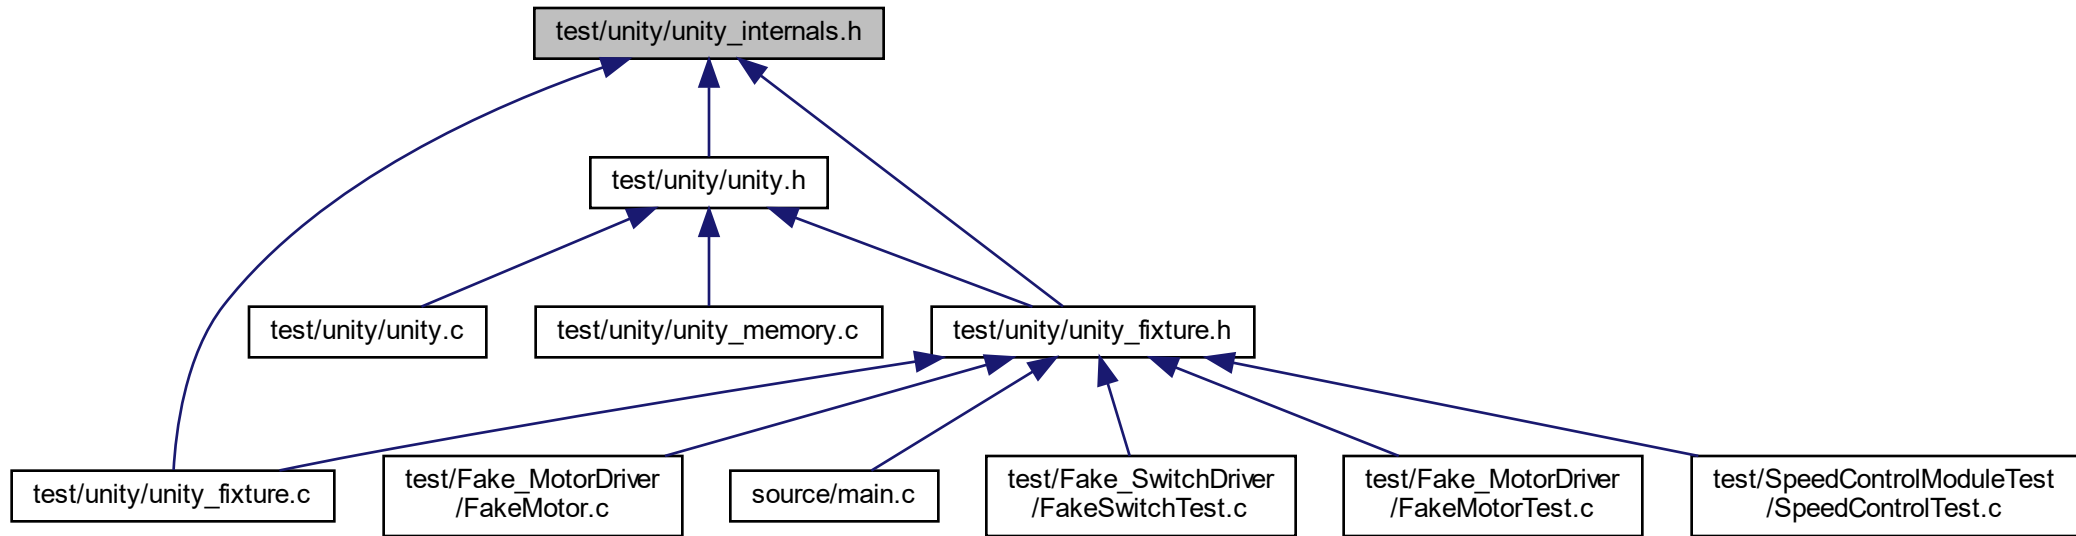 test/unity/unity_internals.h
test/unity/unity.h
test/unity/unity.c
test/unity/unity_memory.c
test/unity/unity_fixture.h
test/unity/unity_fixture.c
test/Fake_MotorDriver
/FakeMotor.c
source/main.c
test/Fake_SwitchDriver
/FakeSwitchTest.c
test/Fake_MotorDriver
/FakeMotorTest.c
test/SpeedControlModuleTest
/SpeedControlTest.c